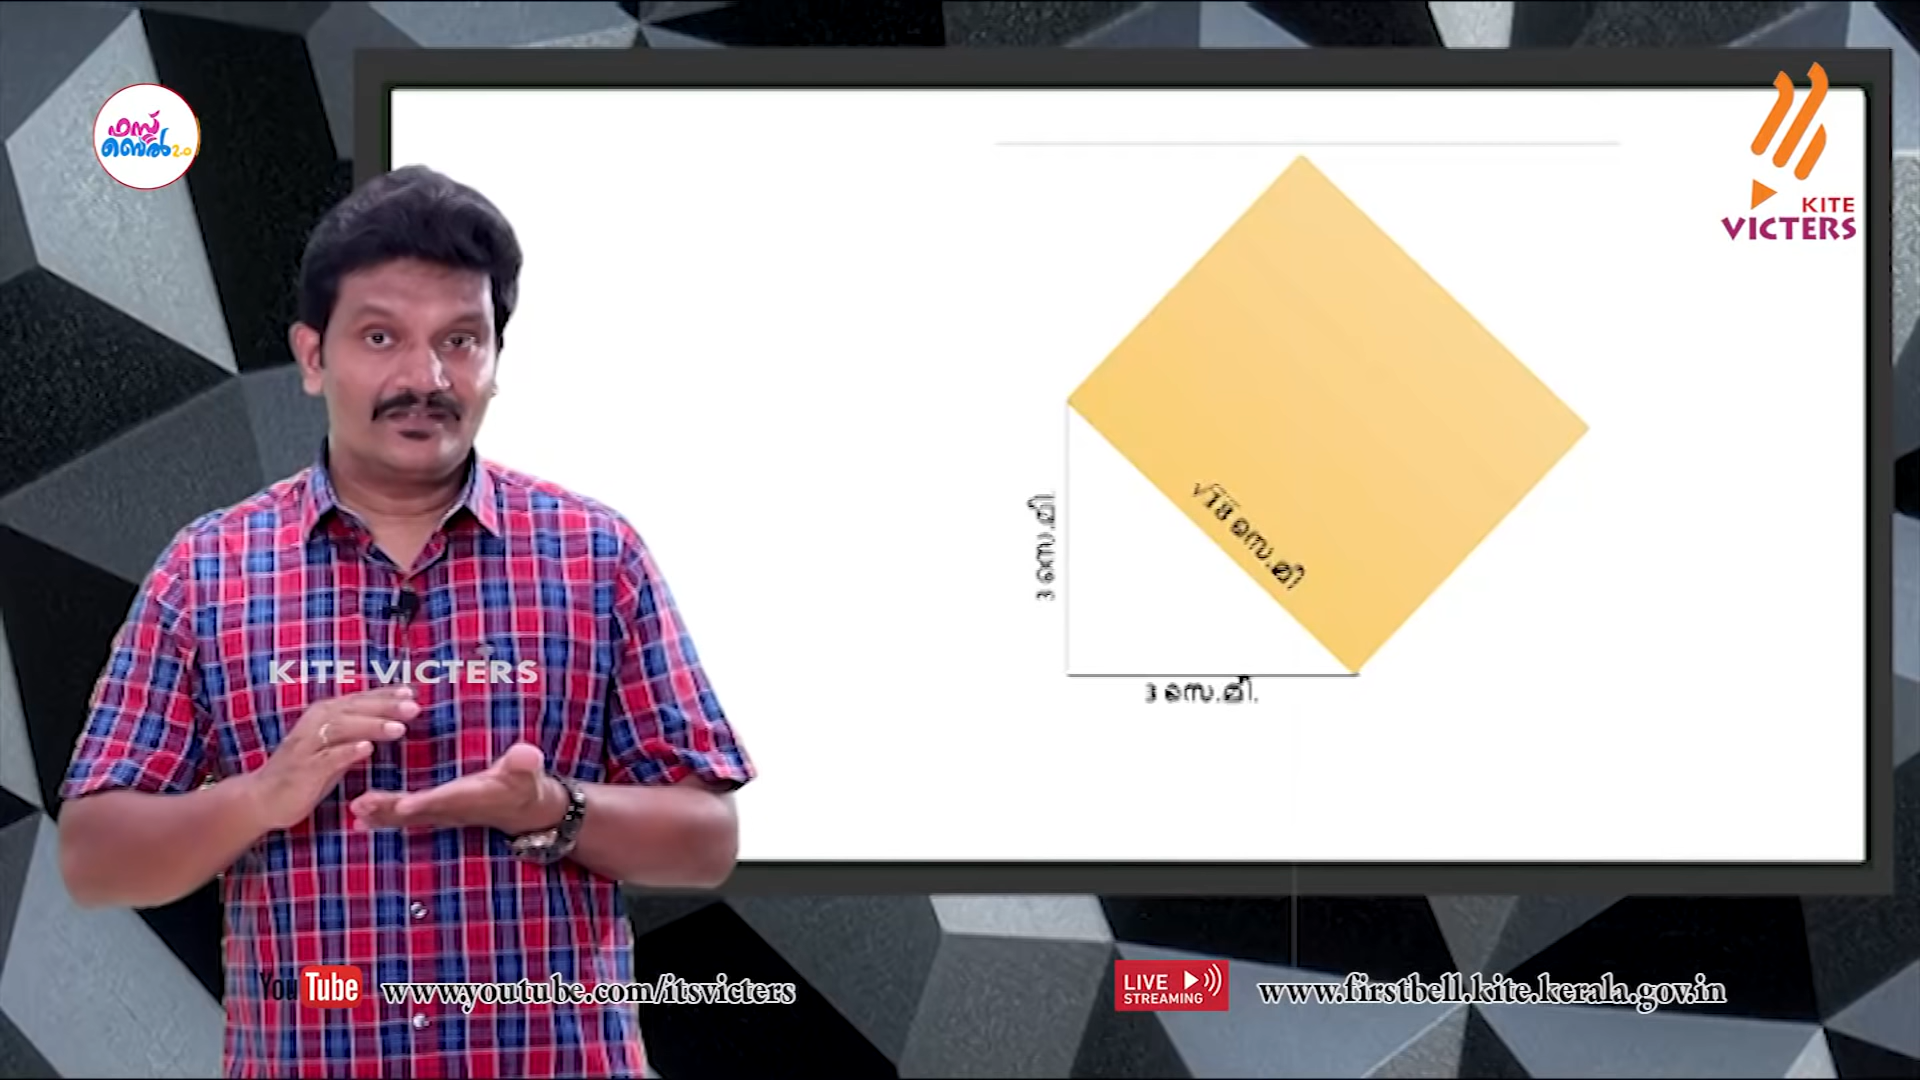 ഫസ്റ്റ്
ബെൽ 2.0
KITE
VICTERS
√18 സെ.മീ
3 സെ.മീ.
3 സെ.മീ.
KITE VICTERS
YouTube www.youtube.com/itsvicters
LIVE
STREAMING
www.firstbell.kite.kerala.gov.in